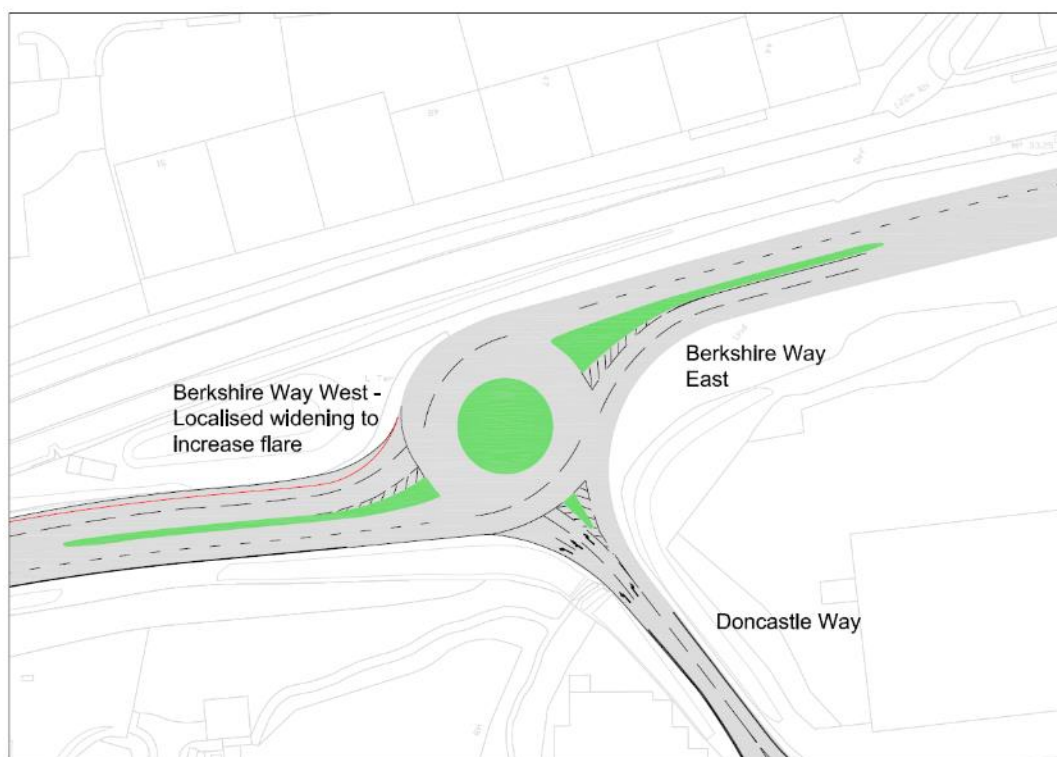 Berkshire Way West -
Localised widening to
increase flare
Berkshire Way
East
Doncastle Way